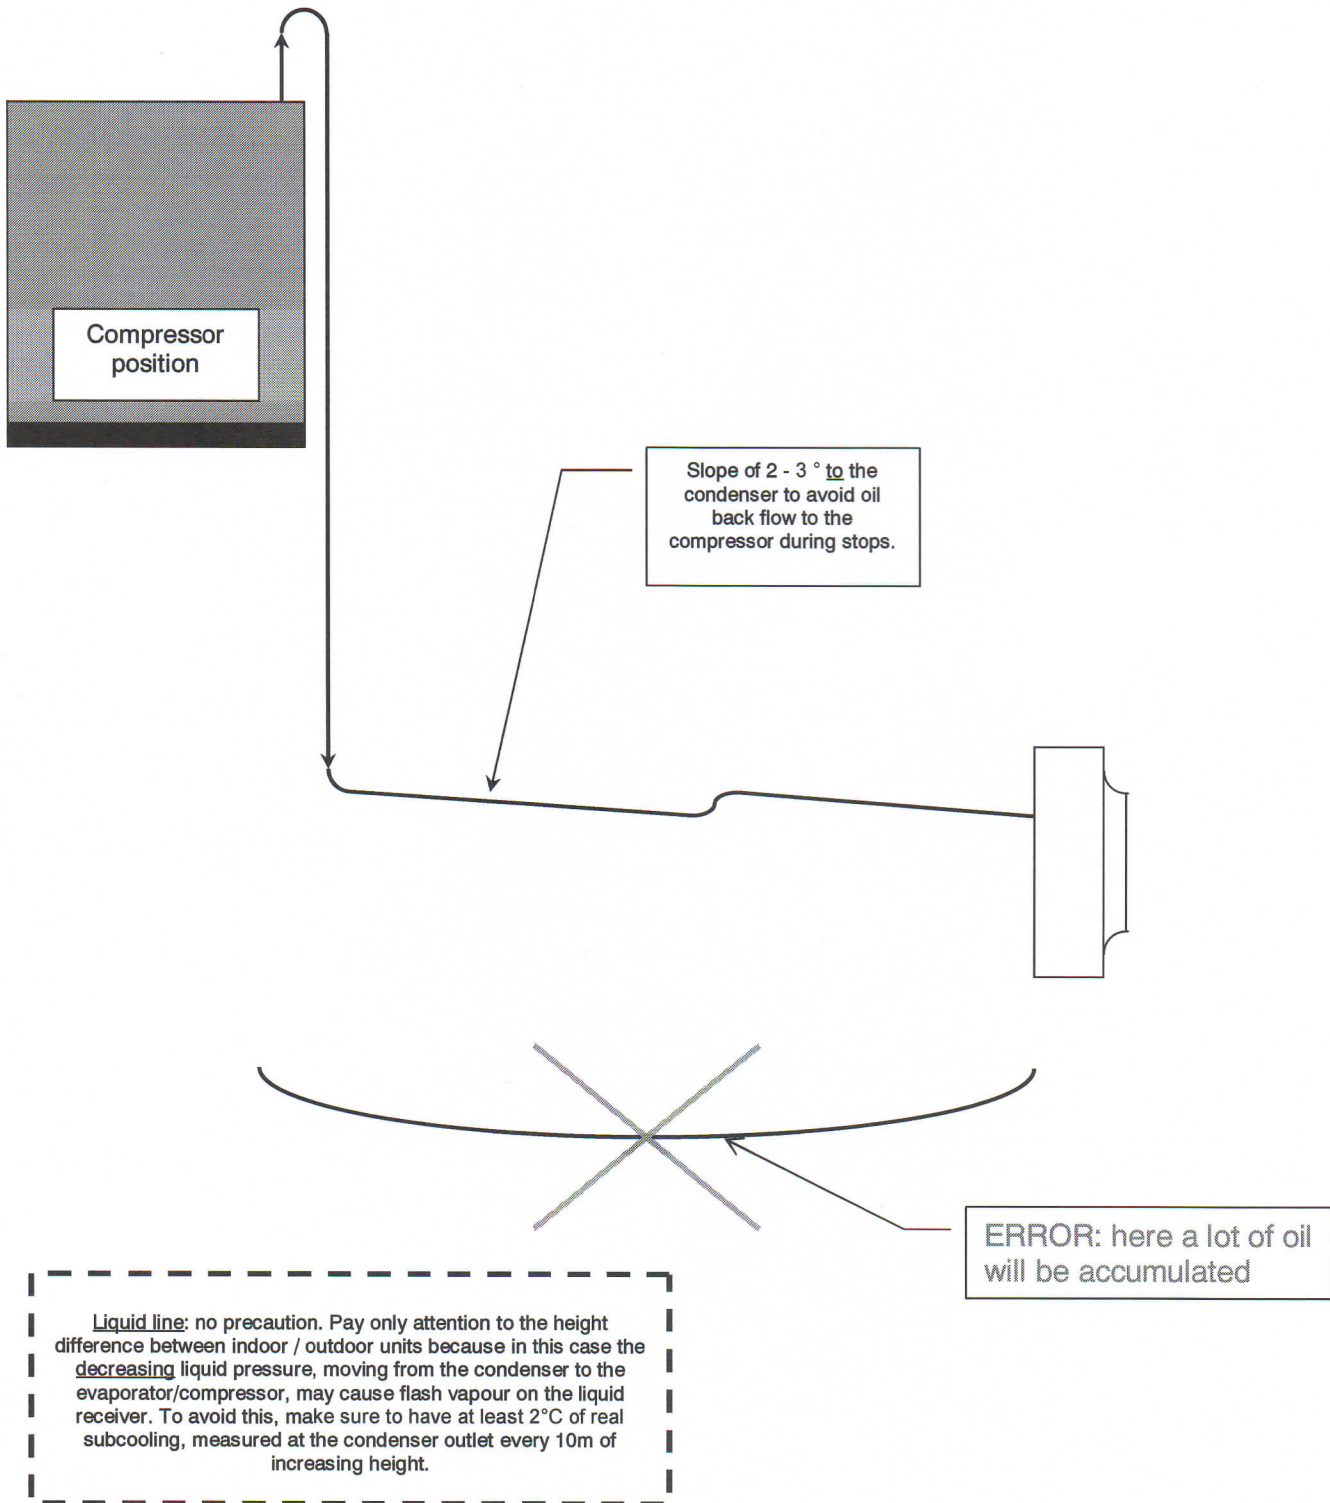 Compressor
position
Slope of 2 - 3 ° to the
condenser to avoid oil
back flow to the
compressor during stops.
ERROR: here a lot of oil
will be accumulated
Liquid line: no precaution. Pay only attention to the height
difference between indoor / outdoor units because in this case the
decreasing liquid pressure, moving from the condenser to the
evaporator/compressor, may cause flash vapour on the liquid
receiver. To avoid this, make sure to have at least 2°C of real
subcooling, measured at the condenser outlet every 10m of
increasing height.